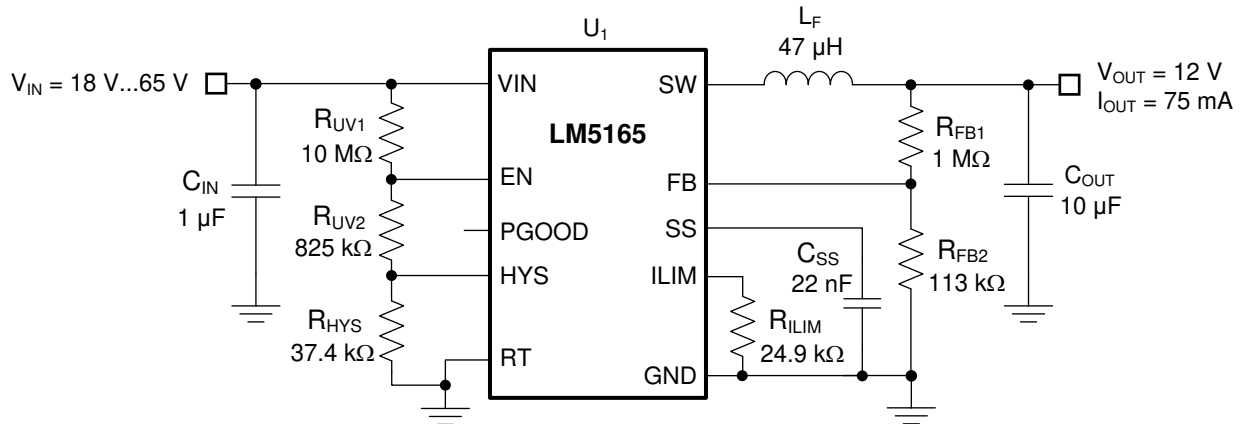 U1
LF
47 µH
VIN = 18 V...65 V
VIN
SW
VOUT = 12 V
IOUT = 75 mA
LM5165
RUV1
10 MΩ
RFB1
1 MΩ
CIN
1 µF
EN
FB
COUT
10 µF
RUV2
825 kΩ
PGOOD
SS
CSS
22 nF
RFB2
113 kΩ
HYS
ILIM
RHYS
37.4 kΩ
RILIM
24.9 kΩ
RT
GND